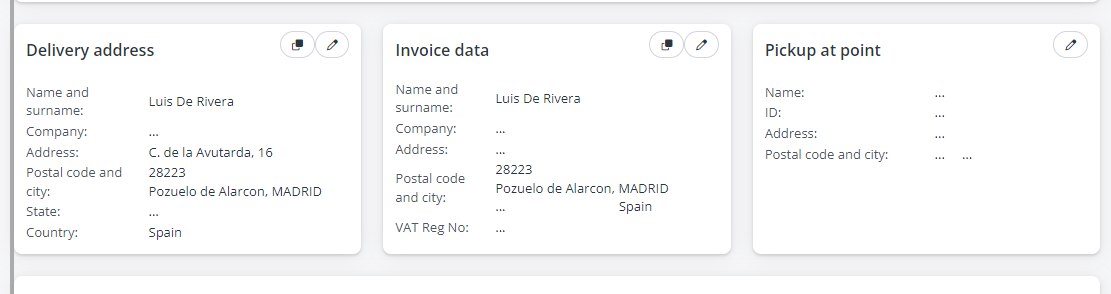 Delivery address
Name and
surname:
Luis De Rivera
Company:
...
Address:
C. de la Avutarda, 16
Postal code and
city:
28223
Pozuelo de Alarcon, MADRID
State:
...
Country:
Spain
Invoice data
Name and
surname:
Luis De Rivera
Company:
...
Address:
...
Postal code
and city:
28223
Pozuelo de Alarcon, MADRID
... Spain
VAT Reg No:
...
Pickup at point
Name:
...
ID:
...
Address:
...
Postal code and city:
... ...